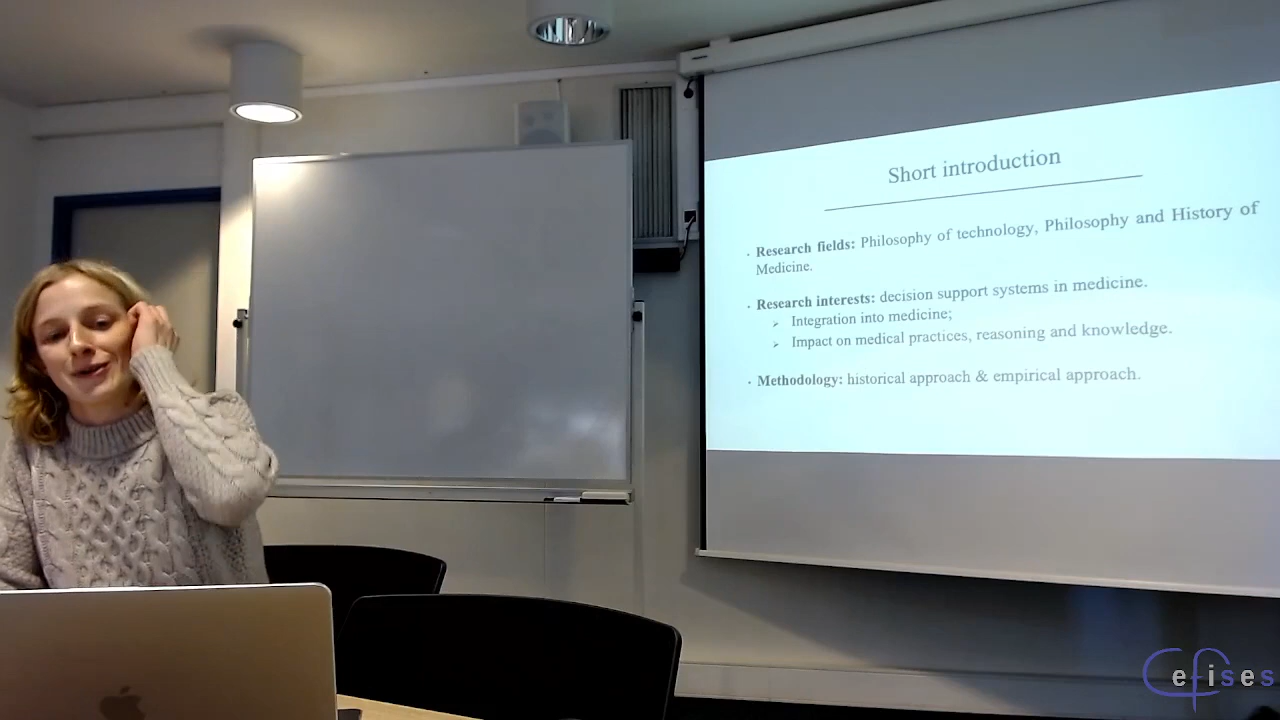 Short introduction
· Research fields: Philosophy of technology, Philosophy and History of
Medicine.
· Research interests: decision support systems in medicine.
➢ Integration into medicine;
➢ Impact on medical practices, reasoning and knowledge.
· Methodology: historical approach & empirical approach.
Cefises